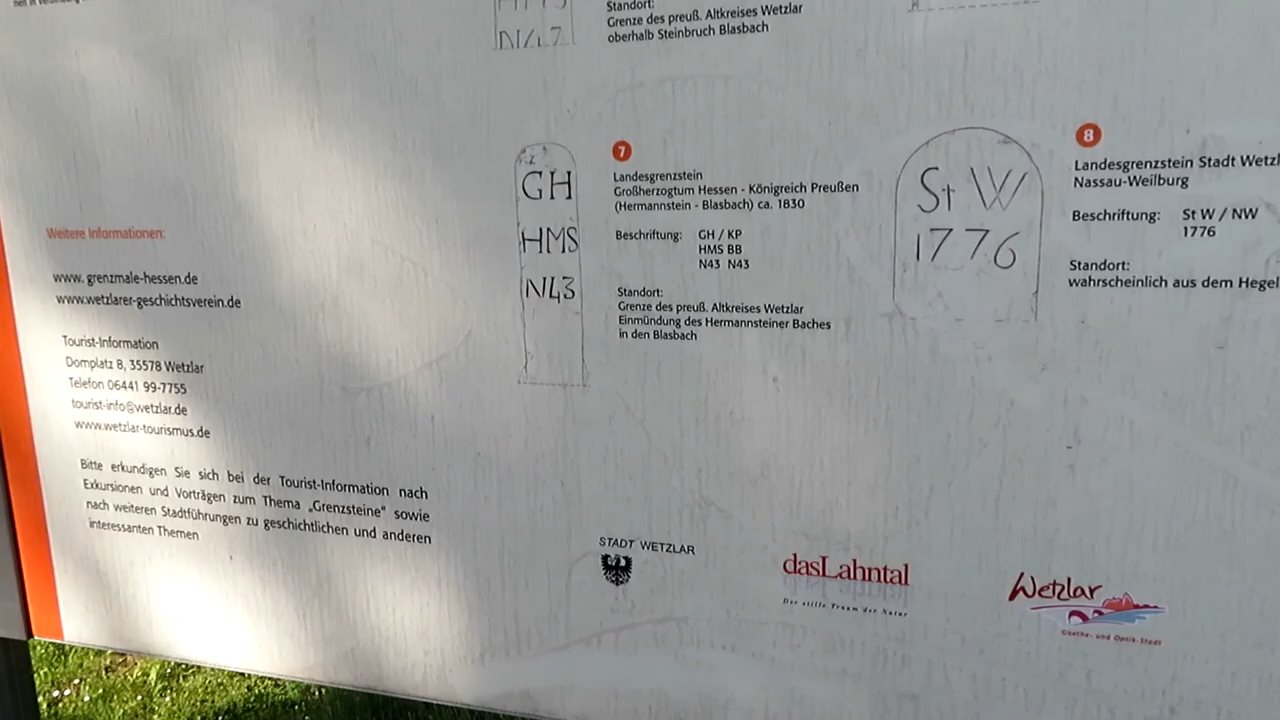 N47
Standort:
Grenze des preuß. Altkreises Wetzlar
oberhalb Steinbruch Blasbach
GH
HMS
N43
7
Landesgrenzstein
Großherzogtum Hessen - Königreich Preußen
(Hermannstein - Blasbach) ca. 1830
Beschriftung: GH / KP
HMS BB
N43 N43
Standort:
Grenze des preuß. Altkreises Wetzlar
Einmündung des Hermannsteiner Baches
in den Blasbach
St W
1776
8
Landesgrenzstein Stadt
Nassau-Weilburg
Beschriftung: St W / NW
1776
Standort:
wahrscheinlich aus dem
Weitere Informationen:
www. grenzmale-hessen.de
www.wetzlarer-geschichtsverein.de
Tourist-Information
Domplatz 8, 35578 Wetzlar
Telefon 06441 99-7755
tourist-info@wetzlar.de
www.wetzlar-tourismus.de
Bitte erkundigen Sie sich bei der Tourist-Information nach
Exkursionen und Vorträgen zum Thema „Grenzsteine“ sowie
nach weiteren Stadtführungen zu geschichtlichen und anderen
interessanten Themen
STADT WETZLAR
dasLahntal
Der stille Traum der Natur
Wetzlar
Goethe- und Optik-Stadt